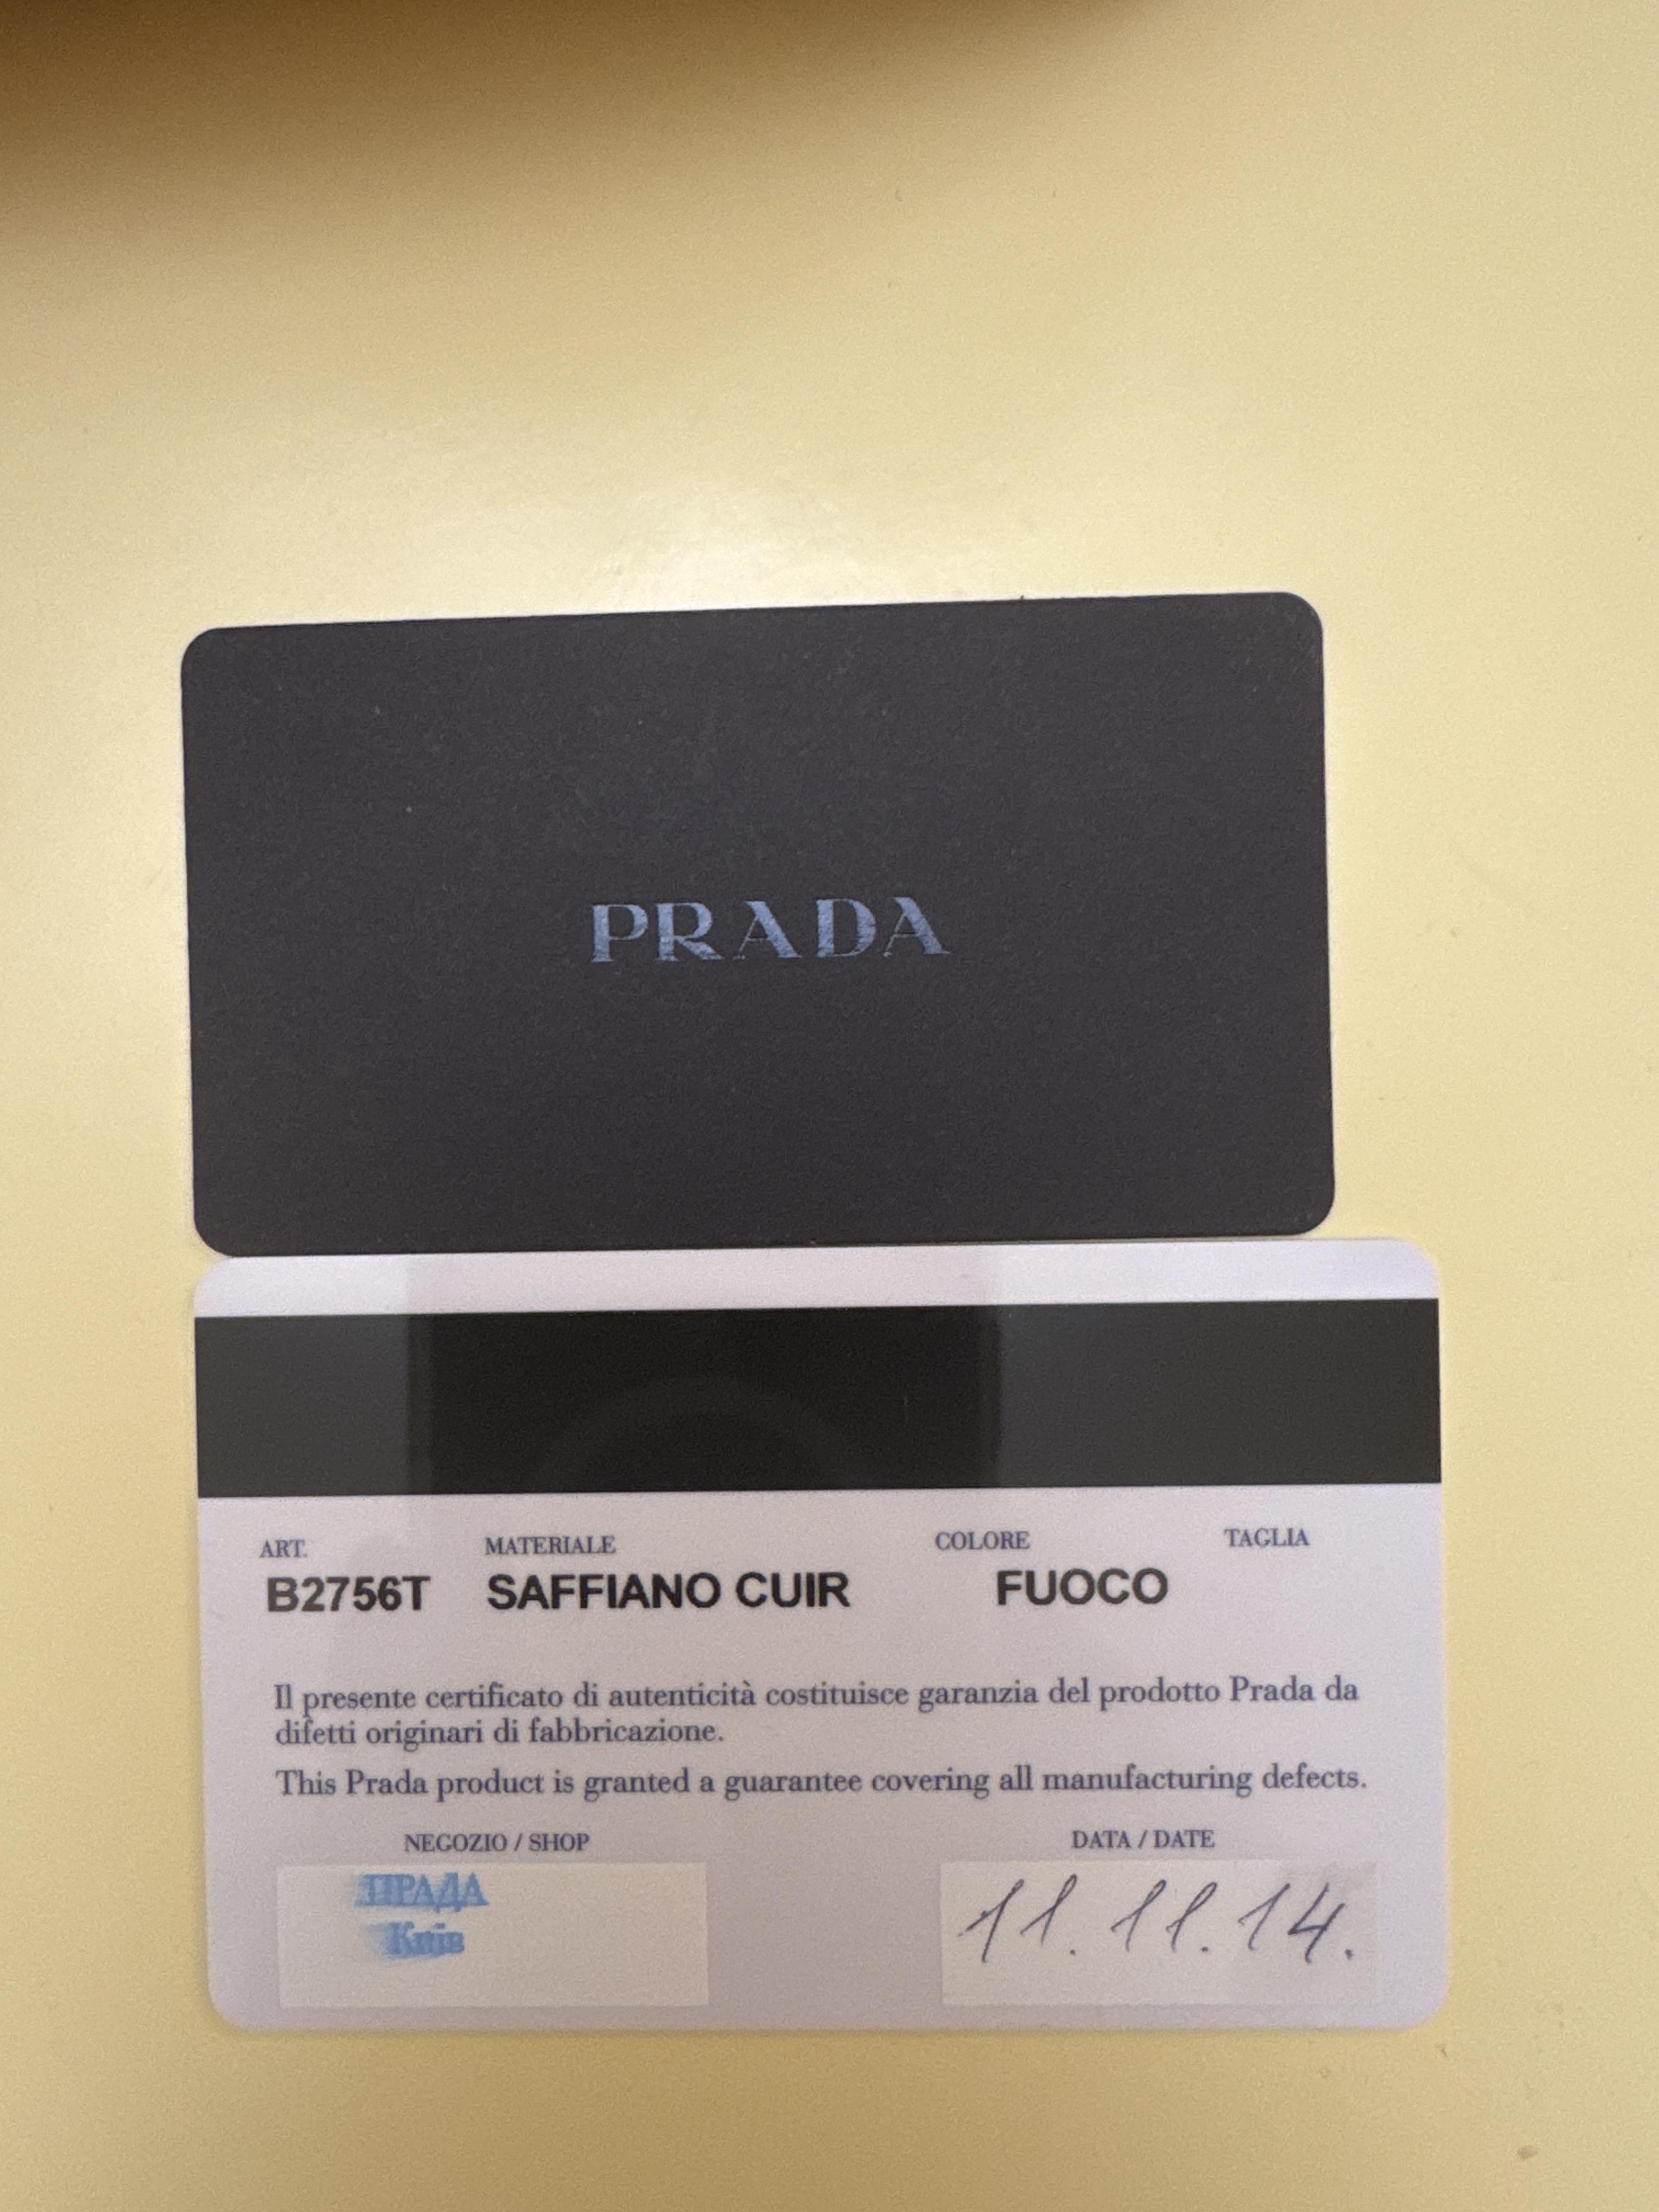 PRADA
ART. MATERIALE COLORE TAGLIA
B2756T SAFFIANO CUIR FUOCO
Il presente certificato di autenticità costituisce garanzia del prodotto Prada da
difetti originari di fabbricazione.
This Prada product is granted a guarantee covering all manufacturing defects.
NEGOZIO / SHOP DATA / DATE
ПРАДА
Київ
11.11.14.